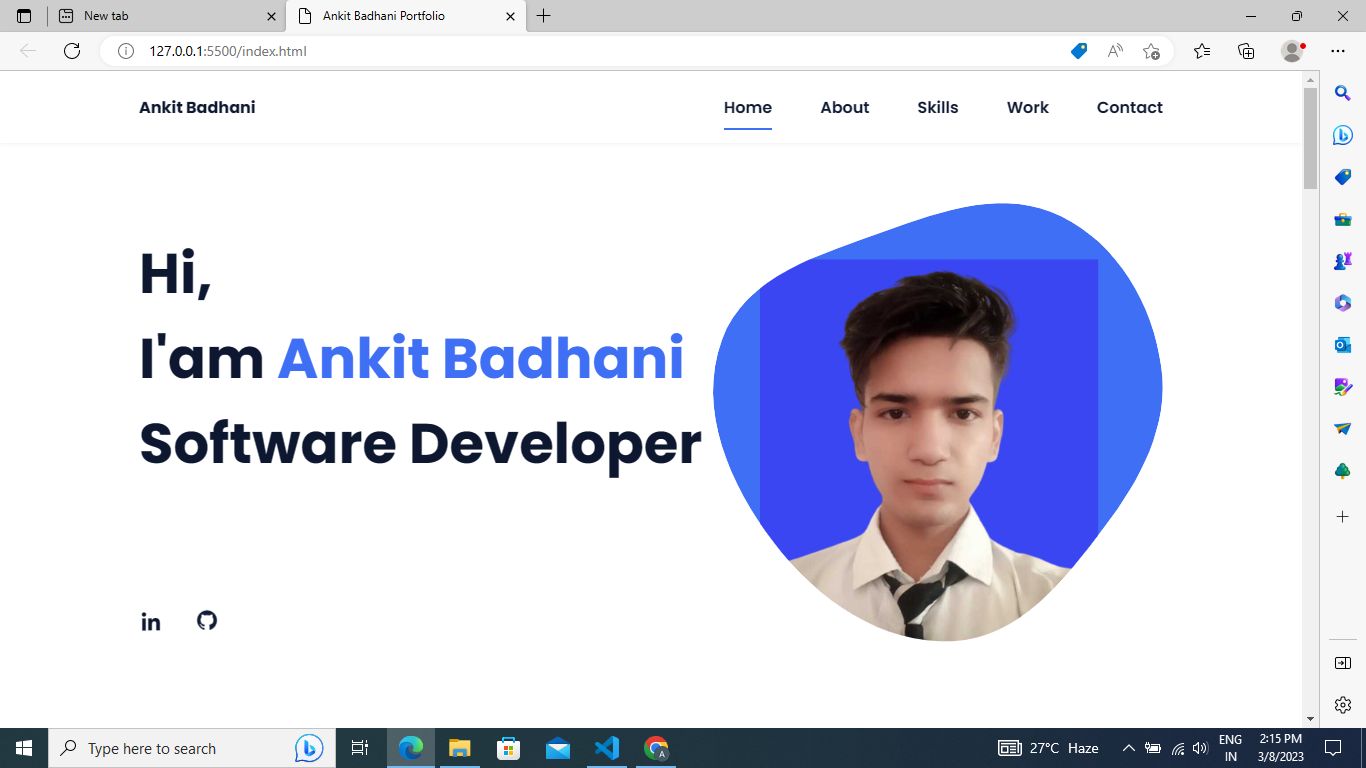 New tab
Ankit Badhani Portfolio
127.0.0.1:5500/index.html
Ankit Badhani
Home
About
Skills
Work
Contact
Hi,
I'am Ankit Badhani
Software Developer
in
Type here to search
A
27°C Haze
ENG
IN
2:15 PM
3/8/2023